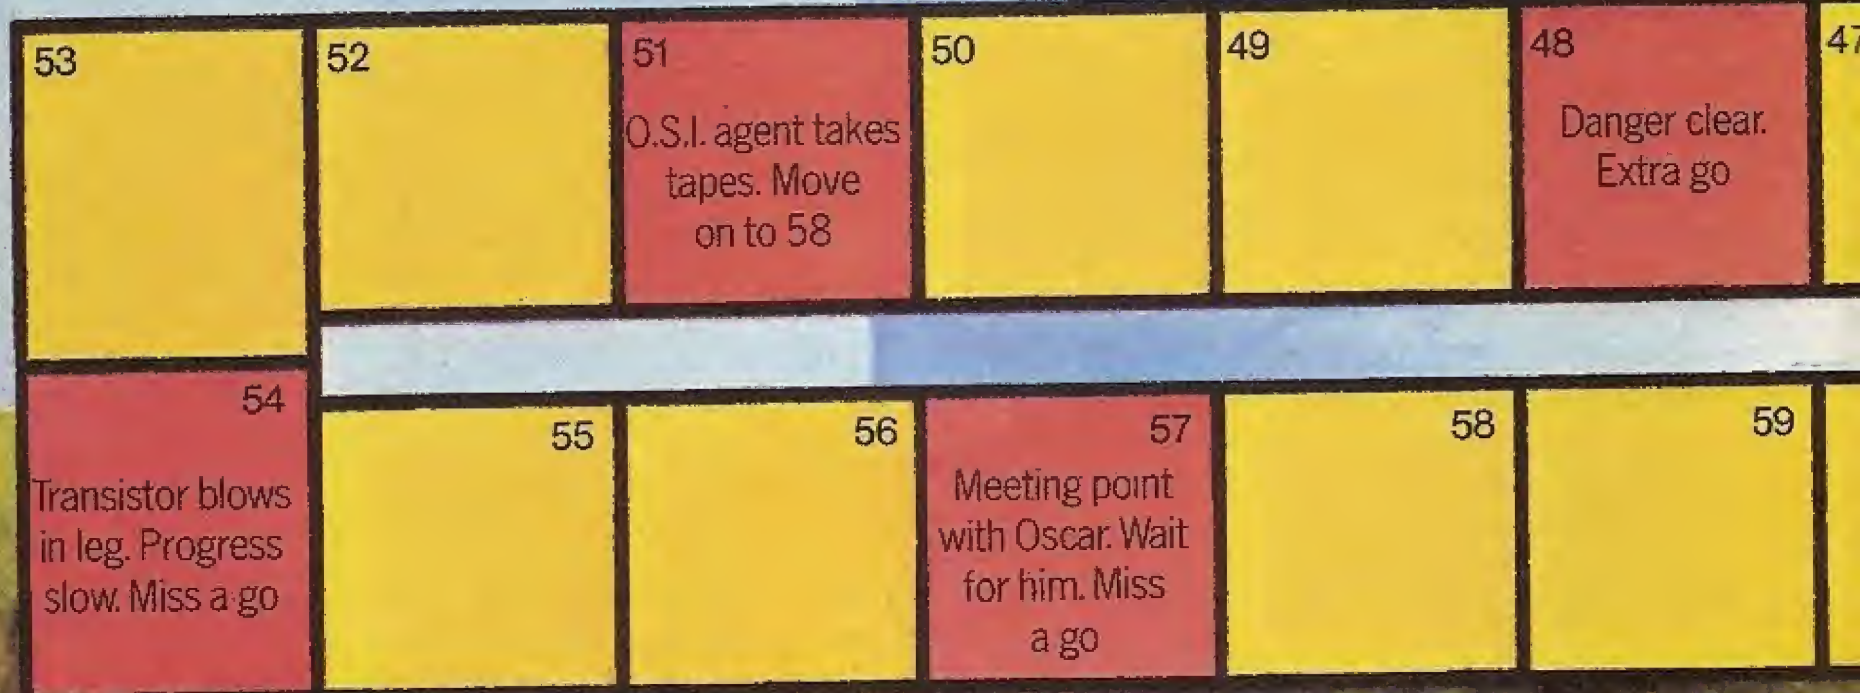 53
52
51
O.S.I. agent takes
tapes. Move
on to 58
50
49
48
Danger clear.
Extra go
47
54
Transistor blows
in leg. Progress
slow. Miss a go
55
56
57
Meeting point
with Oscar. Wait
for him. Miss
a go
58
59